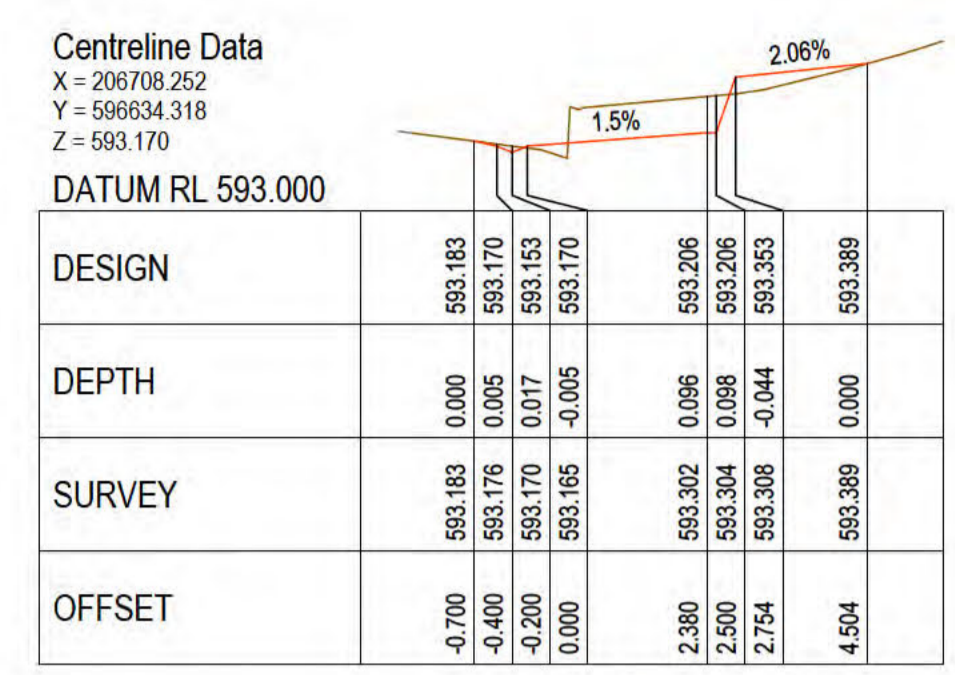 Centreline Data
X = 206708.252
Y = 596634.318
Z = 593.170
DATUM RL 593.000
1.5%
2.06%
DESIGN 593.183 593.170 593.153 593.170 593.206 593.206 593.353 593.389
DEPTH 0.000 0.005 0.017 -0.005 0.096 0.098 -0.044 0.000
SURVEY 593.183 593.176 593.170 593.165 593.302 593.304 593.308 593.389
OFFSET -0.700 -0.400 -0.200 0.000 2.380 2.500 2.754 4.504